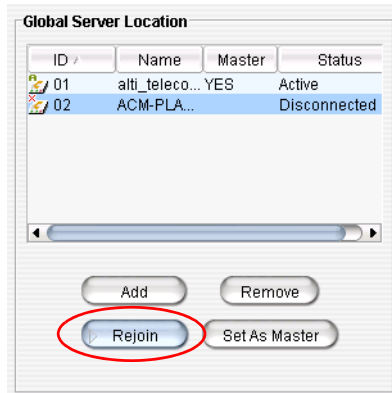 Global Server Location
ID / Name Master Status
01 alti_teleco... YES Active
02 ACM-PLA... Disconnected
Add Remove
Rejoin Set As Master